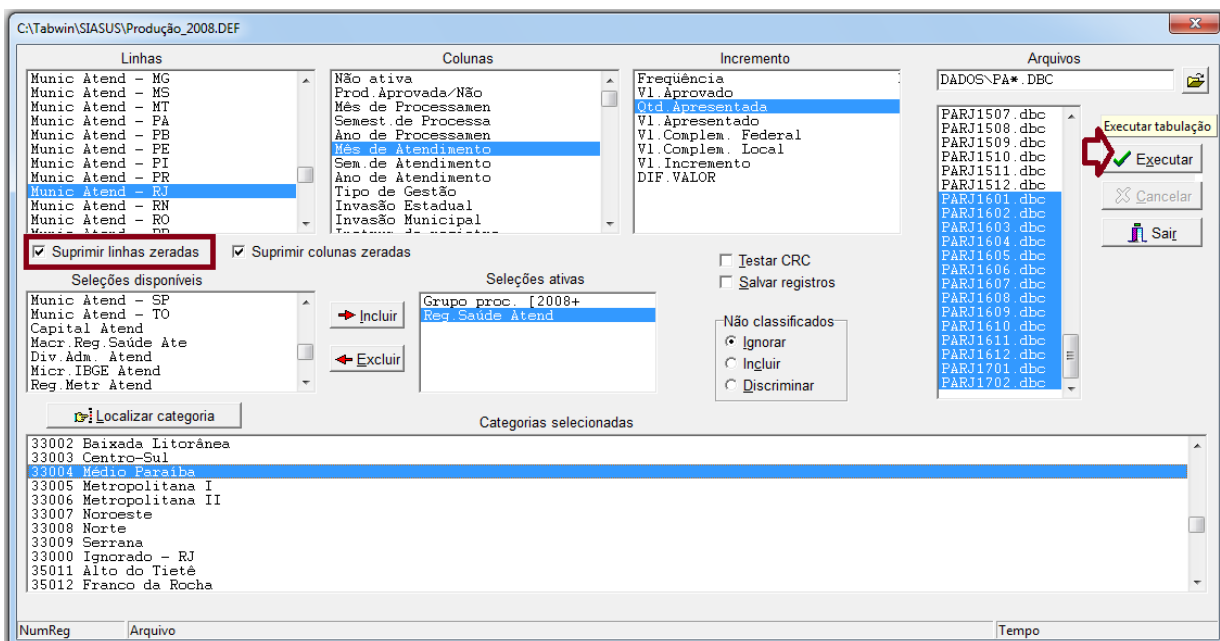 C:\Tabwin\SIASUS\Produção_2008.DEF
Linhas
Munic Atend - MG
Munic Atend - MS
Munic Atend - MT
Munic Atend - PA
Munic Atend - PB
Munic Atend - PE
Munic Atend - PI
Munic Atend - PR
Munic Atend - RJ
Munic Atend - RN
Munic Atend - RO
Colunas
Não ativa
Prod.Aprovada/Não
Mês de Processamen
Semest.de Processa
Ano de Processamen
Mês de Atendimento
Sem.de Atendimento
Ano de Atendimento
Tipo de Gestão
Invasão Estadual
Invasão Municipal
Incremento
Freqüência
Vl.Aprovado
Qtd.Apresentada
Vl.Apresentado
Vl.Complem. Federal
Vl.Complem. Local
Vl.Incremento
DIF.VALOR
Arquivos
DADOS\PA*.DBC
PARJ1507.dbc
PARJ1508.dbc
PARJ1509.dbc
PARJ1510.dbc
PARJ1511.dbc
PARJ1512.dbc
PARJ1601.dbc
PARJ1602.dbc
PARJ1603.dbc
PARJ1604.dbc
PARJ1605.dbc
PARJ1606.dbc
PARJ1607.dbc
PARJ1608.dbc
PARJ1609.dbc
PARJ1610.dbc
PARJ1611.dbc
PARJ1612.dbc
PARJ1701.dbc
PARJ1702.dbc
Executar tabulação
Executar
Cancelar
Sair
Suprimir linhas zeradas
Suprimir colunas zeradas
Seleções disponíveis
Munic Atend - SP
Munic Atend - TO
Capital Atend
Macr.Reg.Saúde Ate
Div.Adm. Atend
Micr.IBGE Atend
Reg.Metr Atend
Incluir
Excluir
Seleções ativas
Grupo proc. [2008+
Reg.Saúde Atend
Testar CRC
Salvar registros
Não classificados
Ignorar
Incluir
Discriminar
Localizar categoria
Categorias selecionadas
33002 Baixada Litorânea
33003 Centro-Sul
33004 Médio Paraíba
33005 Metropolitana I
33006 Metropolitana II
33007 Noroeste
33008 Norte
33009 Serrana
33000 Ignorado - RJ
35011 Alto do Tietê
35012 Franco da Rocha
NumReg
Arquivo
Tempo